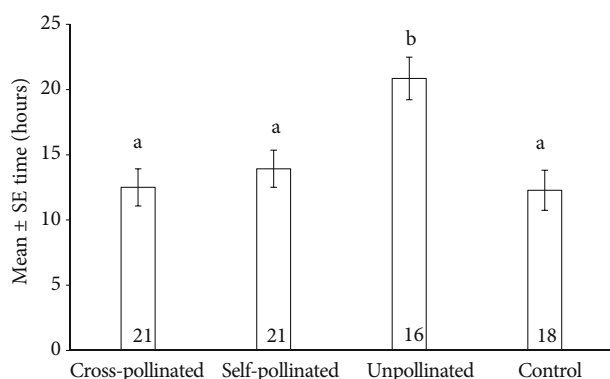 25
20
15
10
5
0
Mean ± SE time (hours)
a
a
b
a
21
21
16
18
Cross-pollinated
Self-pollinated
Unpollinated
Control